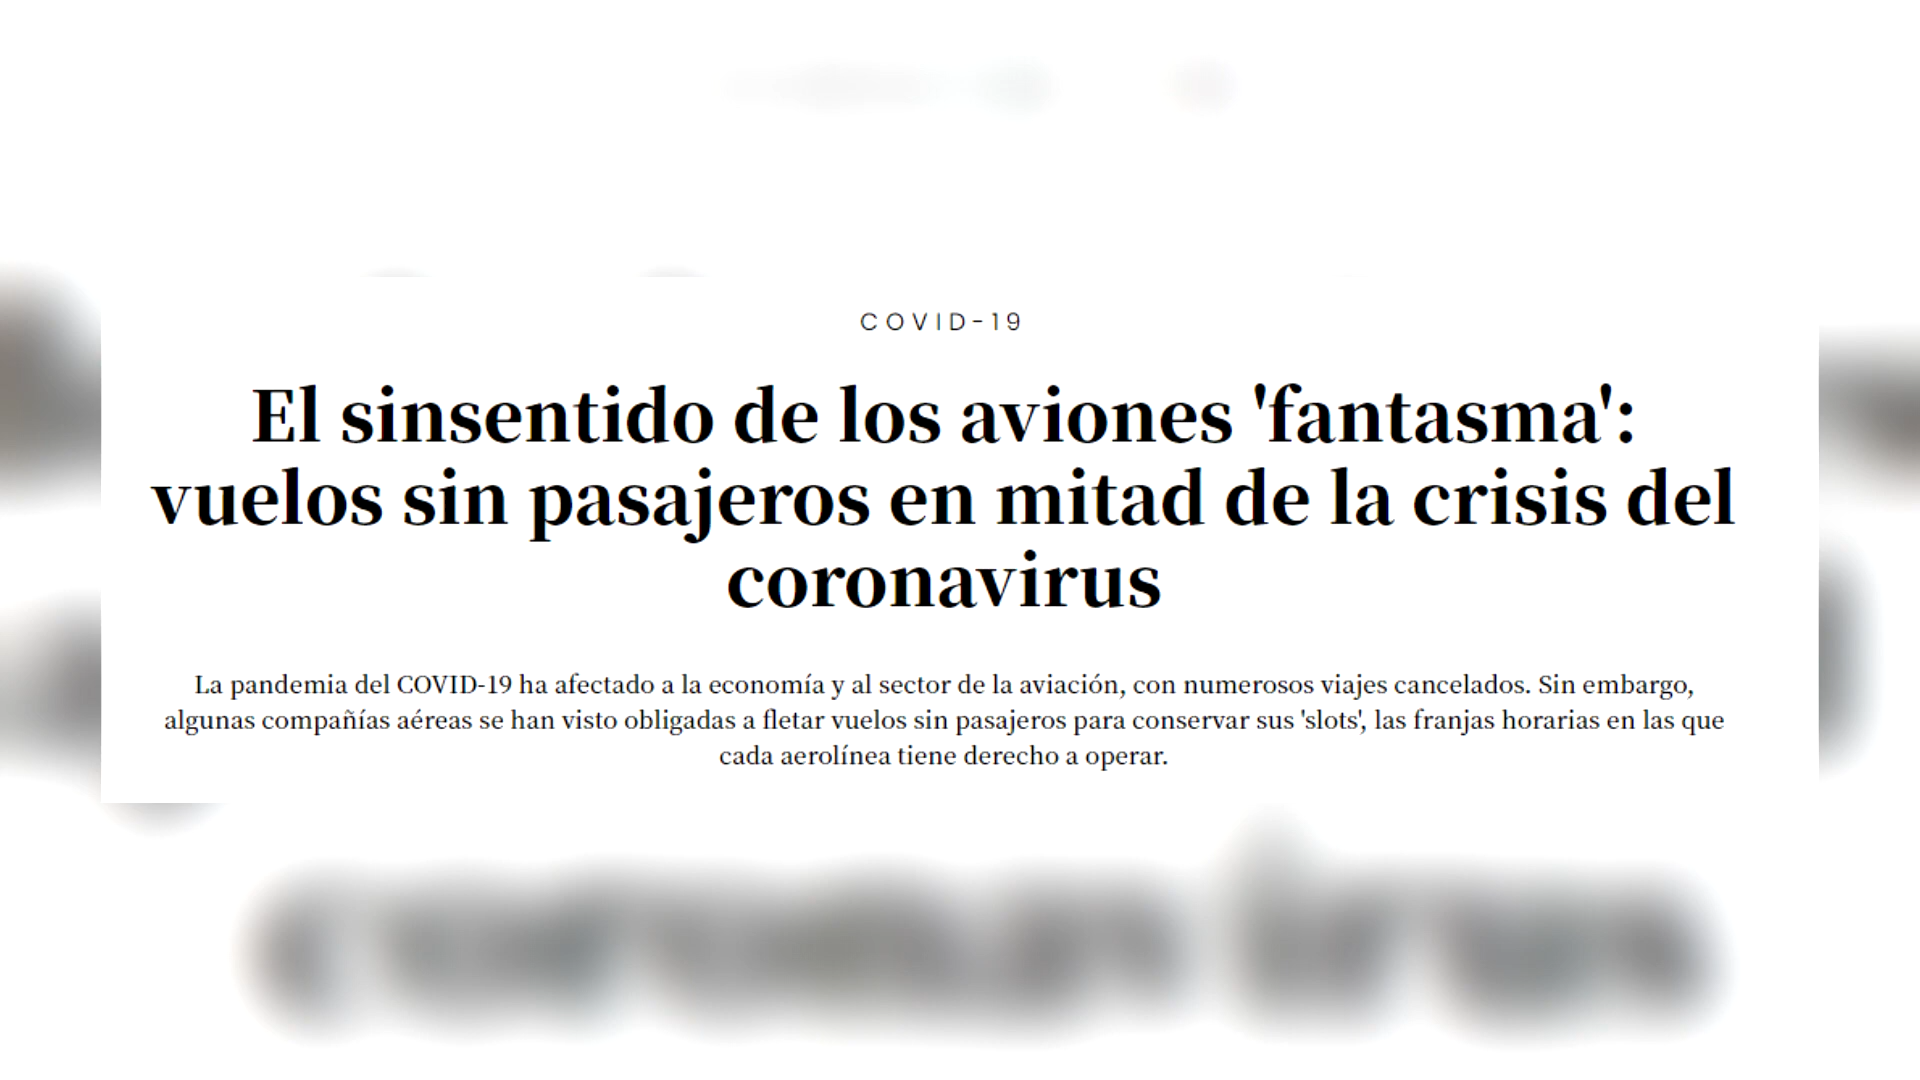 COVID-19
El sinsentido de los aviones 'fantasma':
vuelos sin pasajeros en mitad de la crisis del
coronavirus
La pandemia del COVID-19 ha afectado a la economía y al sector de la aviación, con numerosos viajes cancelados. Sin embargo,
algunas compañías aéreas se han visto obligadas a fletar vuelos sin pasajeros para conservar sus 'slots', las franjas horarias en las que
cada aerolínea tiene derecho a operar.